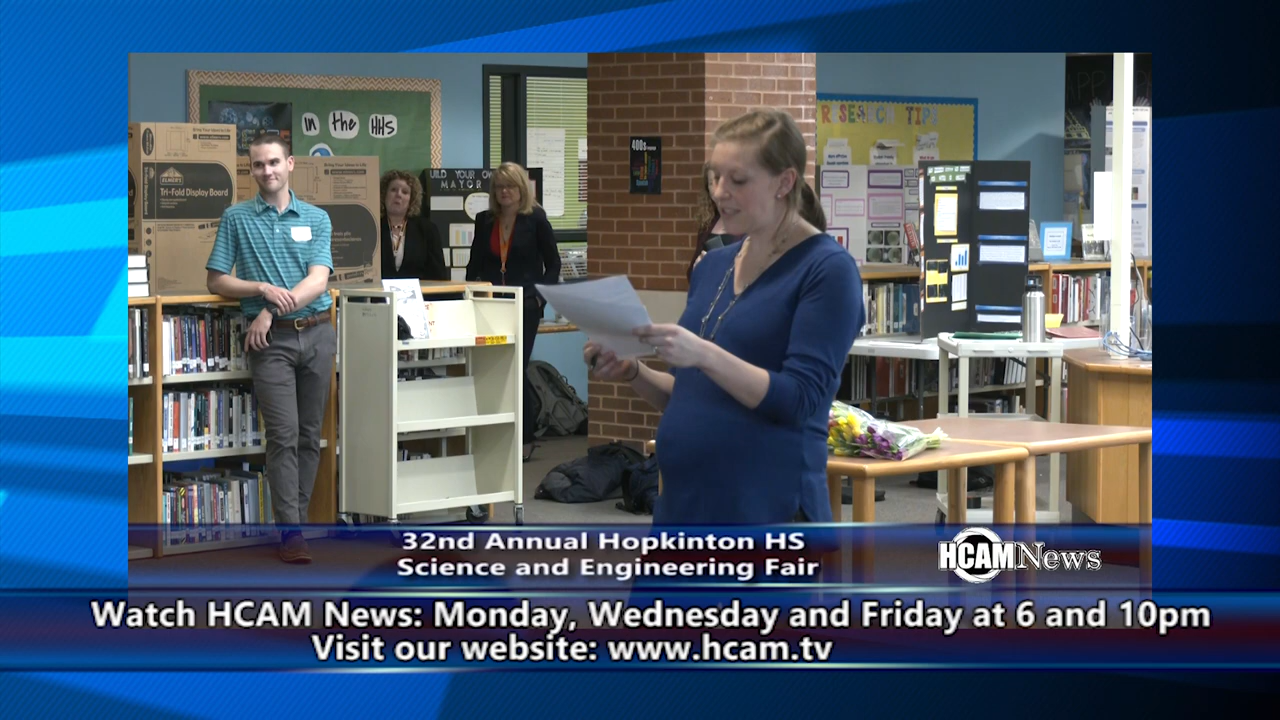 in the HHS
ELMER'S
Tri-Fold Display Board
BUILD YOUR OWN
MAYOR
400s
RESEARCH TIPS
32nd Annual Hopkinton HS
Science and Engineering Fair
HCAM News
Watch HCAM News: Monday, Wednesday and Friday at 6 and 10pm
Visit our website: www.hcam.tv